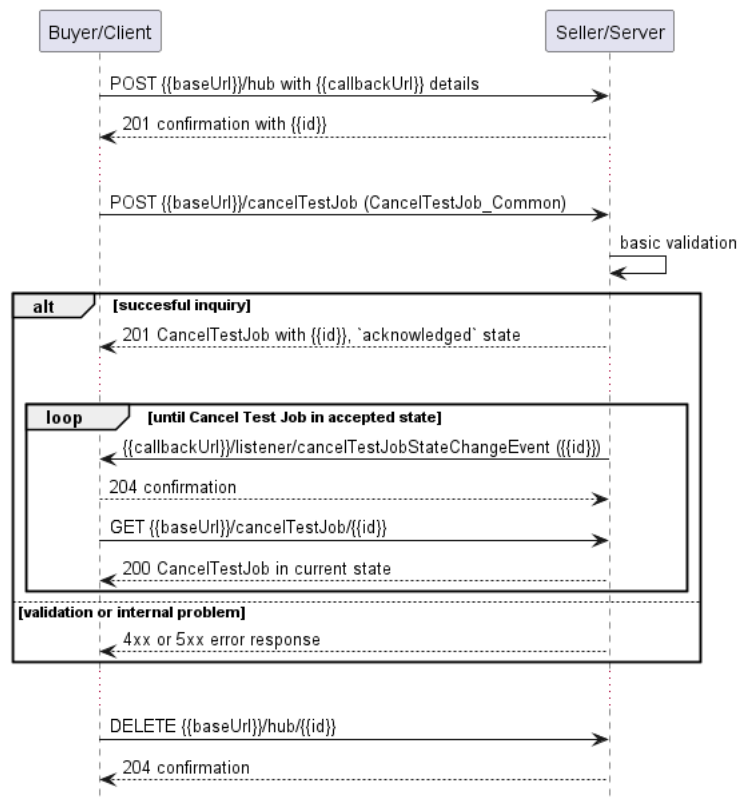 Buyer/Client
Seller/Server
POST {{baseUrl}}/hub with {{callbackUrl}} details
201 confirmation with {{id}}
POST {{baseUrl}}/cancelTestJob (CancelTestJob_Common)
basic validation
alt [succesful inquiry]
201 CancelTestJob with {{id}}, `acknowledged` state
loop [until Cancel Test Job in accepted state]
{{callbackUrl}}/listener/cancelTestJobStateChangeEvent ({{id}})
204 confirmation
GET {{baseUrl}}/cancelTestJob/{{id}}
200 CancelTestJob in current state
[validation or internal problem]
4xx or 5xx error response
DELETE {{baseUrl}}/hub/{{id}}
204 confirmation